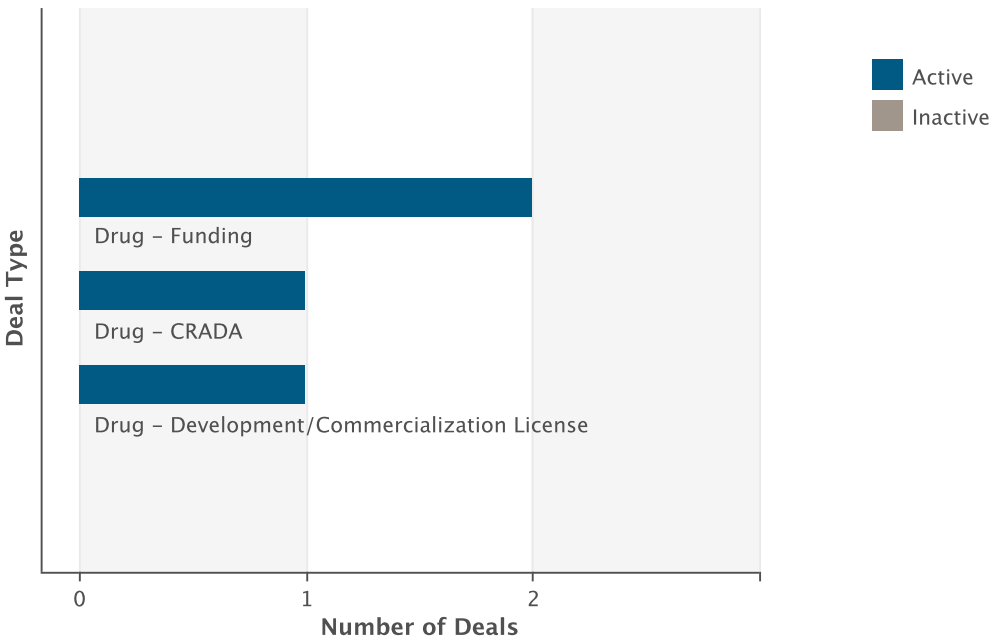 Active
Inactive
Deal Type
Drug – Funding
Drug – CRADA
Drug – Development/Commercialization License
0 1 2
Number of Deals